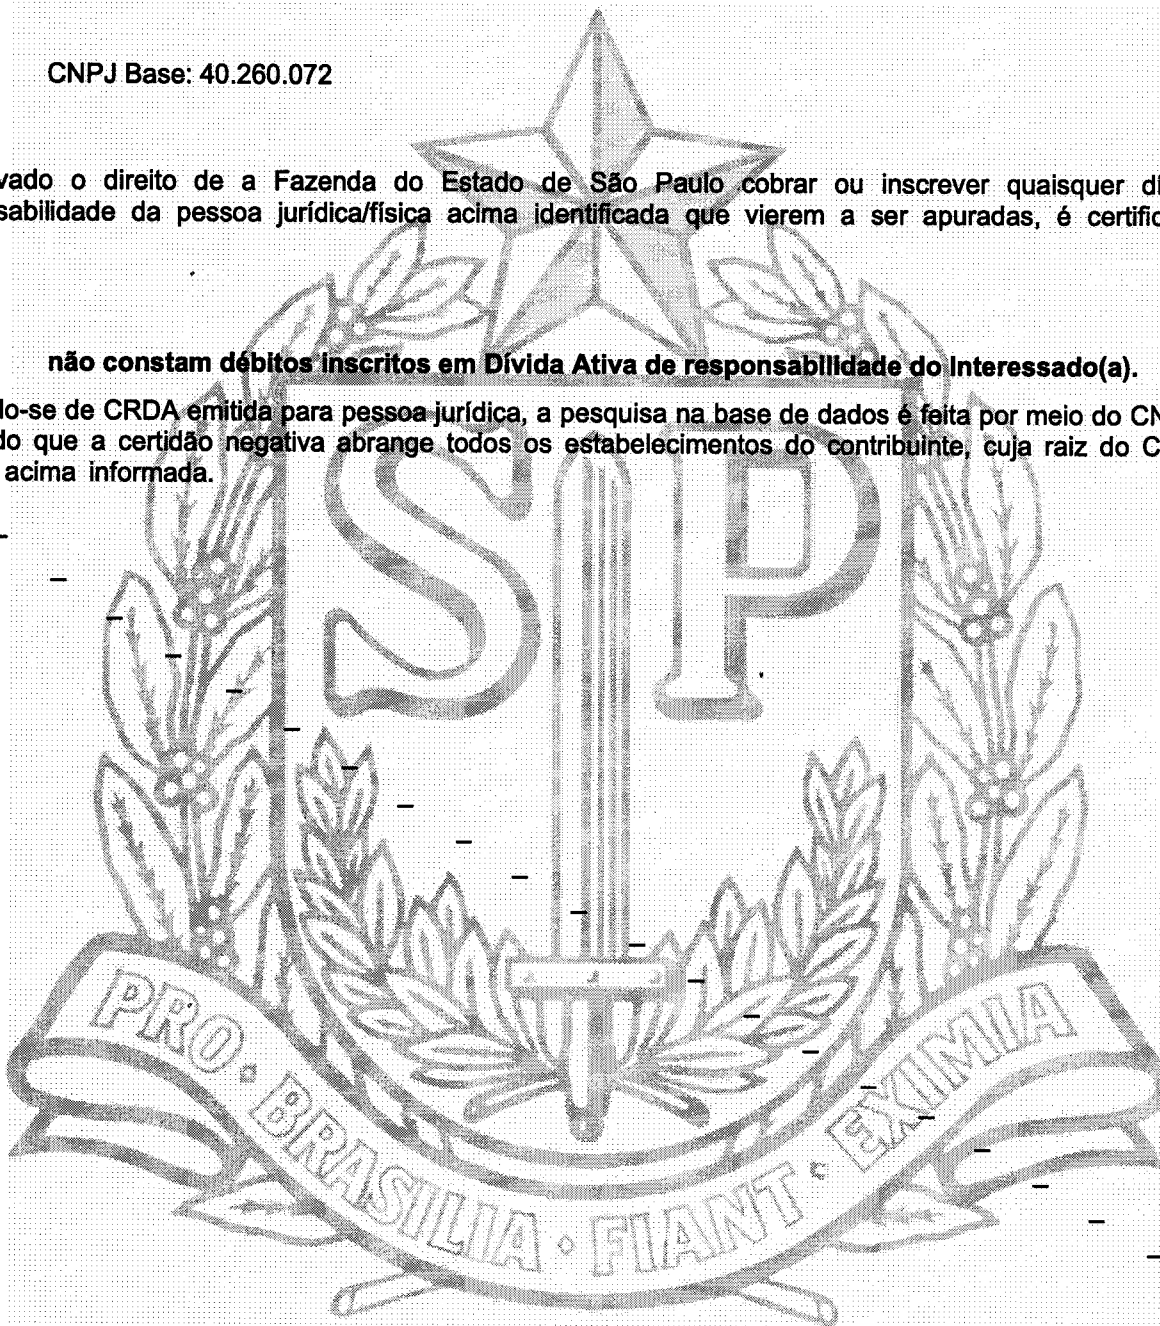 CNPJ Base: 40.260.072
vado o direito de a Fazenda do Estado de São Paulo cobrar ou inscrever quaisquer dí
sabilidade da pessoa jurídica/física acima identificada que vierem a ser apuradas, é certific
não constam débitos inscritos em Dívida Ativa de responsabilidade do Interessado(a).
do-se de CRDA emitida para pessoa jurídica, a pesquisa na base de dados é feita por meio do CN
do que a certidão negativa abrange todos os estabelecimentos do contribuinte, cuja raiz do C
acima informada.
SP
PRO · BRASILIA · FIANT · EXIMIA